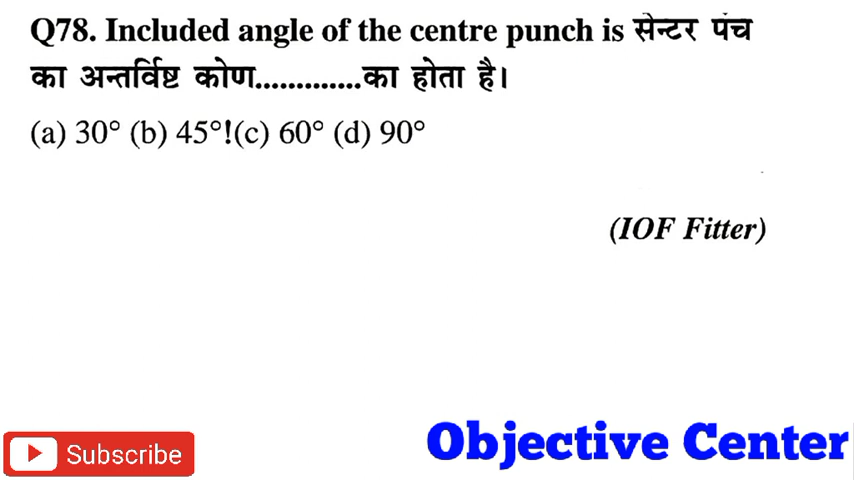 Q78. Included angle of the centre punch is सेन्टर पंच
का अन्तर्विष्ट कोण.............का होता है।
(a) 30° (b) 45°!(c) 60° (d) 90°
(IOF Fitter)
Subscribe
Objective Center